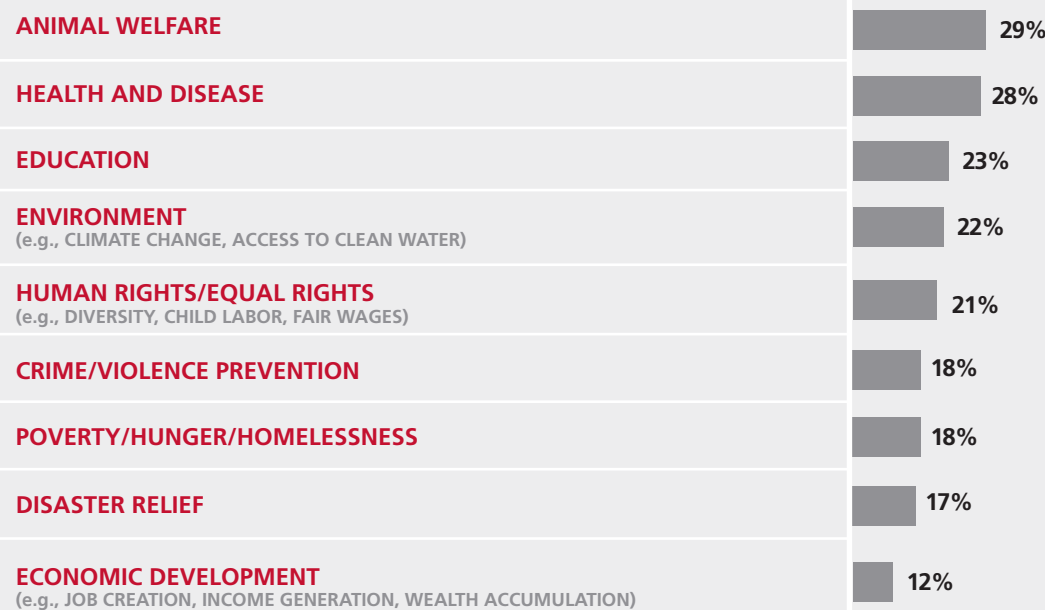 ANIMAL WELFARE 29%
HEALTH AND DISEASE 28%
EDUCATION 23%
ENVIRONMENT 22%
(e.g., CLIMATE CHANGE, ACCESS TO CLEAN WATER)
HUMAN RIGHTS/EQUAL RIGHTS 21%
(e.g., DIVERSITY, CHILD LABOR, FAIR WAGES)
CRIME/VIOLENCE PREVENTION 18%
POVERTY/HUNGER/HOMELESSNESS 18%
DISASTER RELIEF 17%
ECONOMIC DEVELOPMENT 12%
(e.g., JOB CREATION, INCOME GENERATION, WEALTH ACCUMULATION)